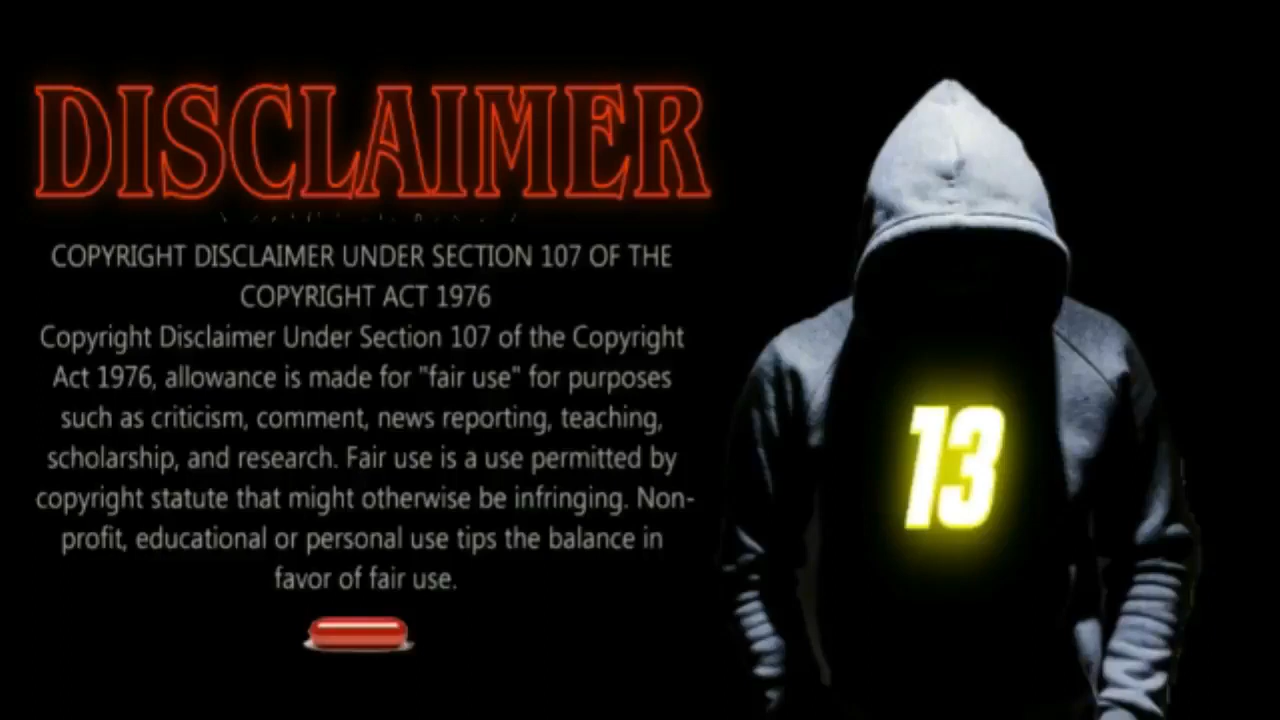 DISCLAIMER
COPYRIGHT DISCLAIMER UNDER SECTION 107 OF THE
COPYRIGHT ACT 1976
Copyright Disclaimer Under Section 107 of the Copyright
Act 1976, allowance is made for "fair use" for purposes
such as criticism, comment, news reporting, teaching,
scholarship, and research. Fair use is a use permitted by
copyright statute that might otherwise be infringing. Non-
profit, educational or personal use tips the balance in
favor of fair use.
13